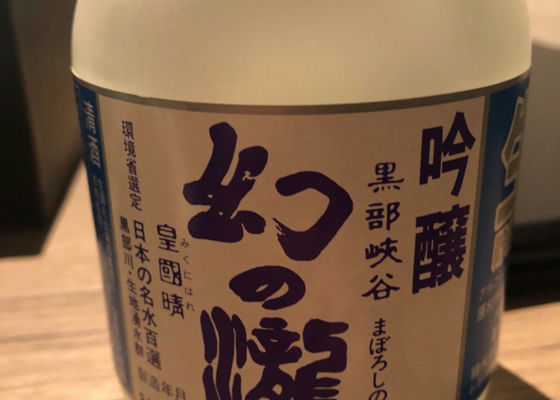 吟醸
黒部峡谷
まぼろしの
幻の瀧
みくにはれ
皇國晴
環境省選定
日本の名水百選
黒部川・生地湧水群
製造年月
清酒